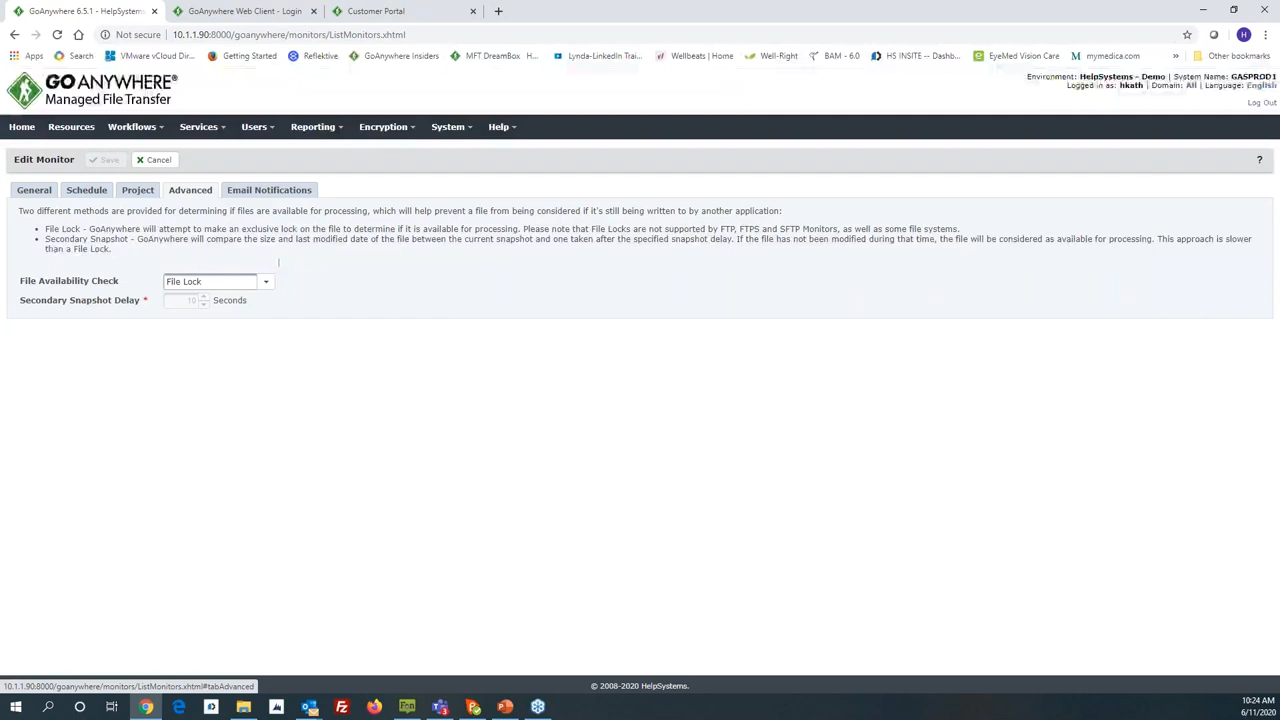 GoAnywhere 6.5.1 - HelpSystems -
GoAnywhere Web Client - Login
Customer Portal
Not secure
10.1.1.90:8000/goanywhere/monitors/ListMonitors.xhtml
H
Apps
Search
VMware vCloud Dir...
Getting Started
Reflektive
GoAnywhere Insiders
MFT DreamBox H...
Lynda-LinkedIn Trai...
Wellbeats | Home
Well-Right
BAM - 6.0
HS INSITE -- Dashb...
EyeMed Vision Care
mymedica.com
»
Other bookmarks
GOANYWHERE®
Managed File Transfer
Environment: HelpSystems - Demo | System Name: GASPROD1
Logged in as: hkath | Domain: All | Language: English
Log Out
Home
Resources
Workflows
Services
Users
Reporting
Encryption
System
Help
Edit Monitor
Save
Cancel
?
General
Schedule
Project
Advanced
Email Notifications
Two different methods are provided for determining if files are available for processing, which will help prevent a file from being considered if it's still being written to by another application:
• File Lock - GoAnywhere will attempt to make an exclusive lock on the file to determine if it is available for processing. Please note that File Locks are not supported by FTP, FTPS and SFTP Monitors, as well as some file systems.
• Secondary Snapshot - GoAnywhere will compare the size and last modified date of the file between the current snapshot and one taken after the specified snapshot delay. If the file has not been modified during that time, the file will be considered as available for processing. This approach is slower
than a File Lock.
File Availability Check
File Lock
Secondary Snapshot Delay *
10
Seconds
10.1.1.90:8000/goanywhere/monitors/ListMonitors.xhtml#tabAdvanced
© 2008-2020 HelpSystems.
10:24 AM
6/11/2020